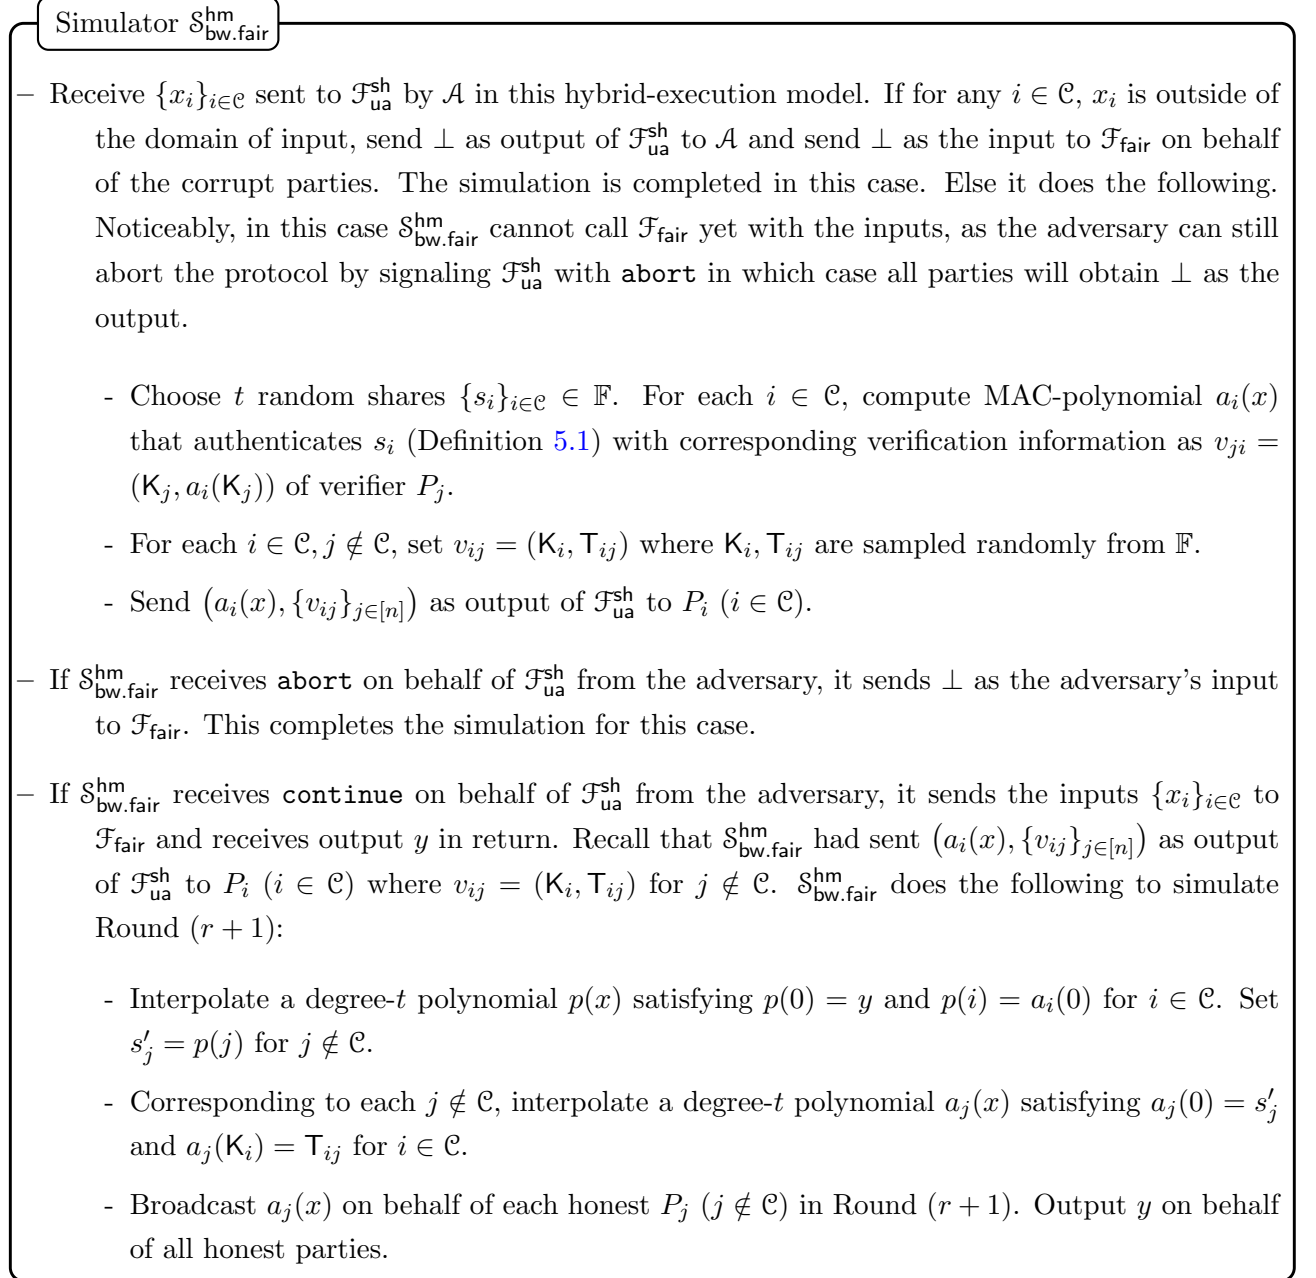 Simulator 𝒮^{hm}_{bw.fair}
– Receive {x_i}_{i∈𝒞} sent to ℱ^{sh}_{ua} by 𝒜 in this hybrid-execution model. If for any i ∈ 𝒞, x_i is outside of
the domain of input, send ⊥ as output of ℱ^{sh}_{ua} to 𝒜 and send ⊥ as the input to ℱ_{fair} on behalf
of the corrupt parties. The simulation is completed in this case. Else it does the following.
Noticeably, in this case 𝒮^{hm}_{bw.fair} cannot call ℱ_{fair} yet with the inputs, as the adversary can still
abort the protocol by signaling ℱ^{sh}_{ua} with abort in which case all parties will obtain ⊥ as the
output.
- Choose t random shares {s_i}_{i∈𝒞} ∈ 𝔽. For each i ∈ 𝒞, compute MAC-polynomial a_i(x)
that authenticates s_i (Definition 5.1) with corresponding verification information as v_{ji} =
(K_j, a_i(K_j)) of verifier P_j.
- For each i ∈ 𝒞, j ∉ 𝒞, set v_{ij} = (K_i, T_{ij}) where K_i, T_{ij} are sampled randomly from 𝔽.
- Send (a_i(x), {v_{ij}}_{j∈[n]}) as output of ℱ^{sh}_{ua} to P_i (i ∈ 𝒞).
– If 𝒮^{hm}_{bw.fair} receives abort on behalf of ℱ^{sh}_{ua} from the adversary, it sends ⊥ as the adversary's input
to ℱ_{fair}. This completes the simulation for this case.
– If 𝒮^{hm}_{bw.fair} receives continue on behalf of ℱ^{sh}_{ua} from the adversary, it sends the inputs {x_i}_{i∈𝒞} to
ℱ_{fair} and receives output y in return. Recall that 𝒮^{hm}_{bw.fair} had sent (a_i(x), {v_{ij}}_{j∈[n]}) as output
of ℱ^{sh}_{ua} to P_i (i ∈ 𝒞) where v_{ij} = (K_i, T_{ij}) for j ∉ 𝒞. 𝒮^{hm}_{bw.fair} does the following to simulate
Round (r + 1):
- Interpolate a degree-t polynomial p(x) satisfying p(0) = y and p(i) = a_i(0) for i ∈ 𝒞. Set
s′_j = p(j) for j ∉ 𝒞.
- Corresponding to each j ∉ 𝒞, interpolate a degree-t polynomial a_j(x) satisfying a_j(0) = s′_j
and a_j(K_i) = T_{ij} for i ∈ 𝒞.
- Broadcast a_j(x) on behalf of each honest P_j (j ∉ 𝒞) in Round (r + 1). Output y on behalf
of all honest parties.